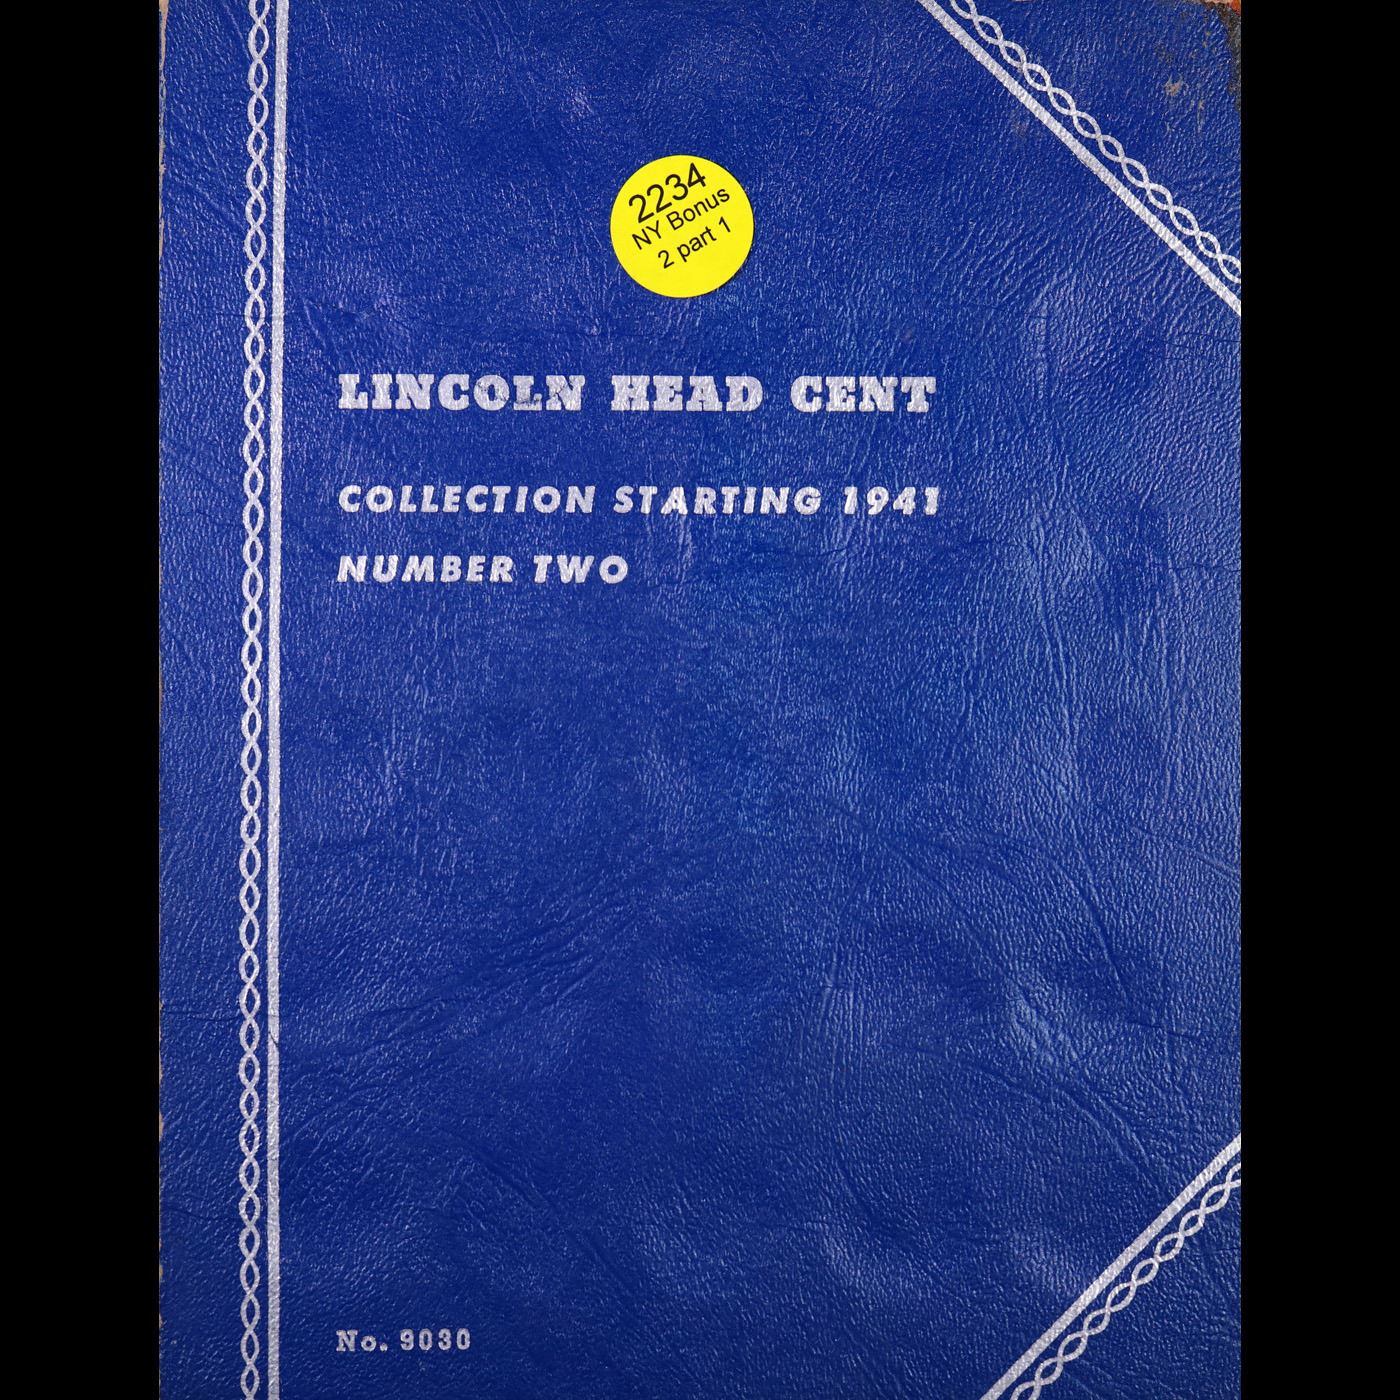 2234
NY Bonus
2 part 1
LINCOLN HEAD CENT
COLLECTION STARTING 1941
NUMBER TWO
No. 9030